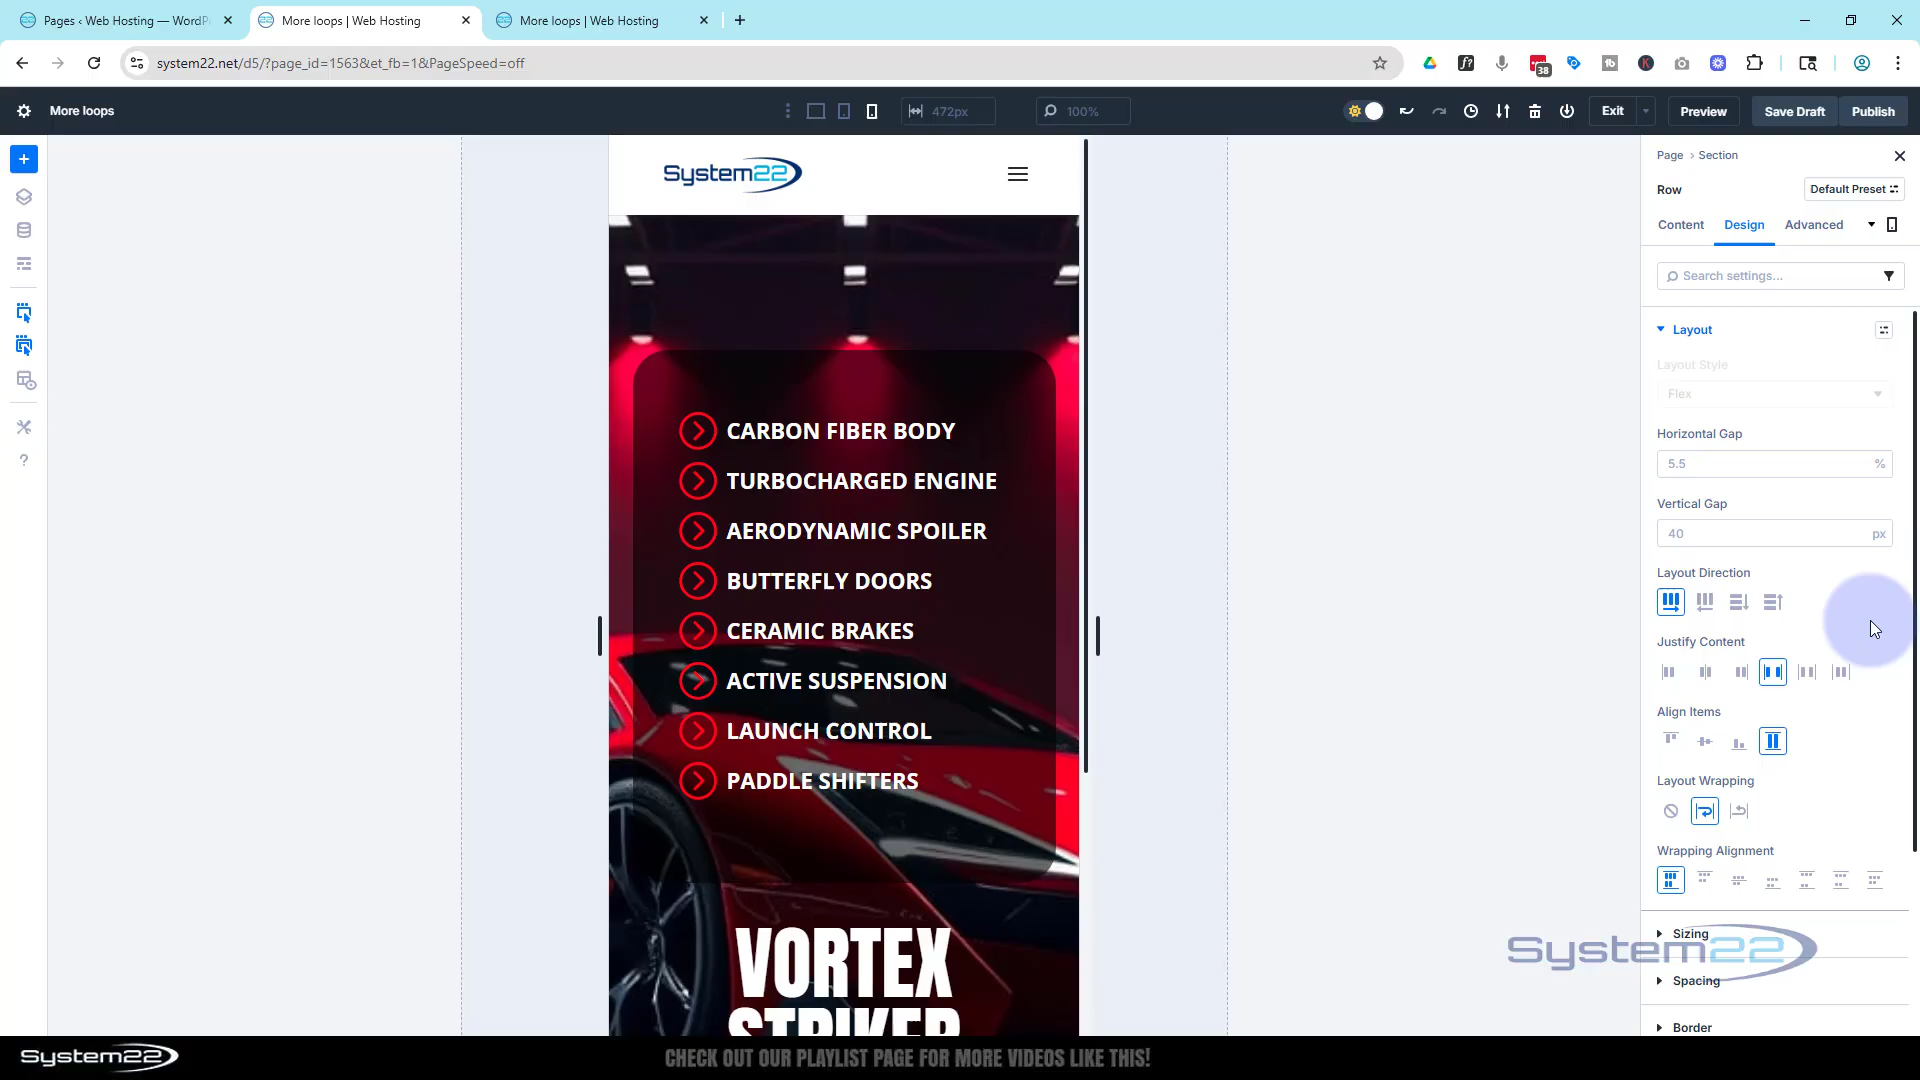 Pages ‹ Web Hosting — WordP
More loops | Web Hosting
More loops | Web Hosting
system22.net/d5/?page_id=1563&et_fb=1&PageSpeed=off
38
More loops
472px
100%
Exit
Preview
Save Draft
Publish
Page › Section
Row
Default Preset
Content
Design
Advanced
Search settings...
Layout
Layout Style
Flex
Horizontal Gap
5.5 %
Vertical Gap
40 px
Layout Direction
Justify Content
Align Items
Layout Wrapping
Wrapping Alignment
Sizing
Spacing
Border
System22
CARBON FIBER BODY
TURBOCHARGED ENGINE
AERODYNAMIC SPOILER
BUTTERFLY DOORS
CERAMIC BRAKES
ACTIVE SUSPENSION
LAUNCH CONTROL
PADDLE SHIFTERS
VORTEX
STRIKER
System22
System22
CHECK OUT OUR PLAYLIST PAGE FOR MORE VIDEOS LIKE THIS!